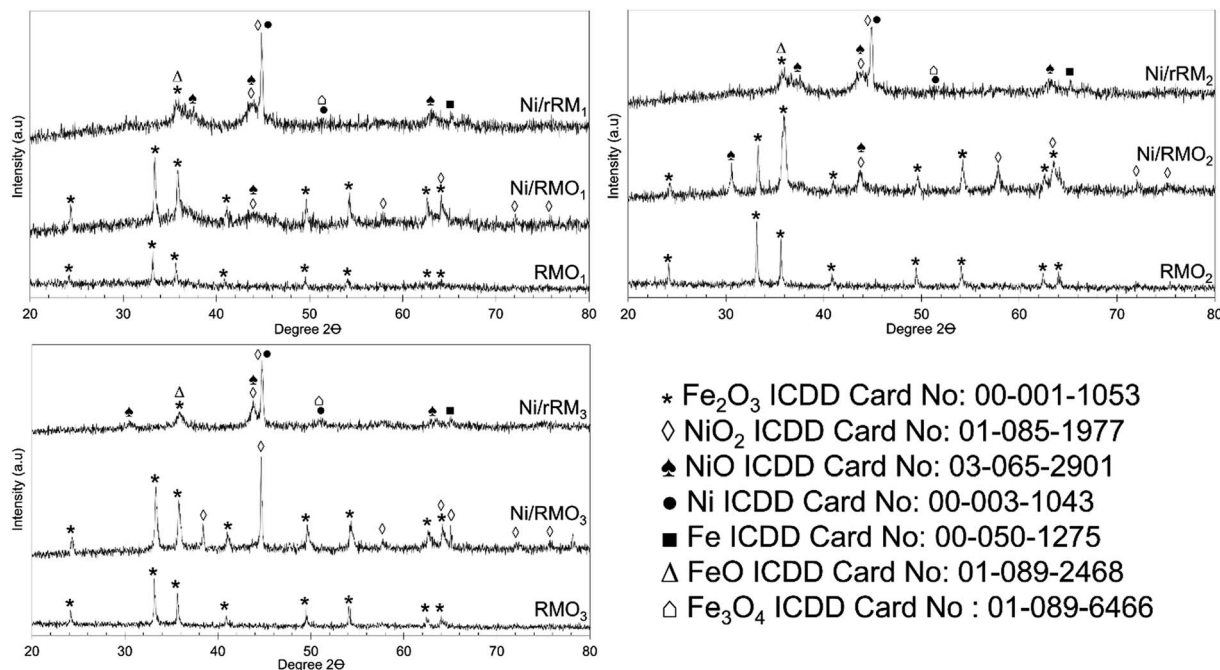 Intensity (a.u)
Ni/rRM₁
Ni/RMO₁
RMO₁
20 30 40 50 60 70 80
Degree 2Θ
Intensity (a.u)
Ni/rRM₂
Ni/RMO₂
RMO₂
20 30 40 50 60 70 80
Degree 2Θ
Intensity (a.u)
Ni/rRM₃
Ni/RMO₃
RMO₃
20 30 40 50 60 70 80
Degree 2Θ
* Fe₂O₃ ICDD Card No: 00-001-1053
◊ NiO₂ ICDD Card No: 01-085-1977
♠ NiO ICDD Card No: 03-065-2901
● Ni ICDD Card No: 00-003-1043
■ Fe ICDD Card No: 00-050-1275
Δ FeO ICDD Card No: 01-089-2468
⌂ Fe₃O₄ ICDD Card No : 01-089-6466